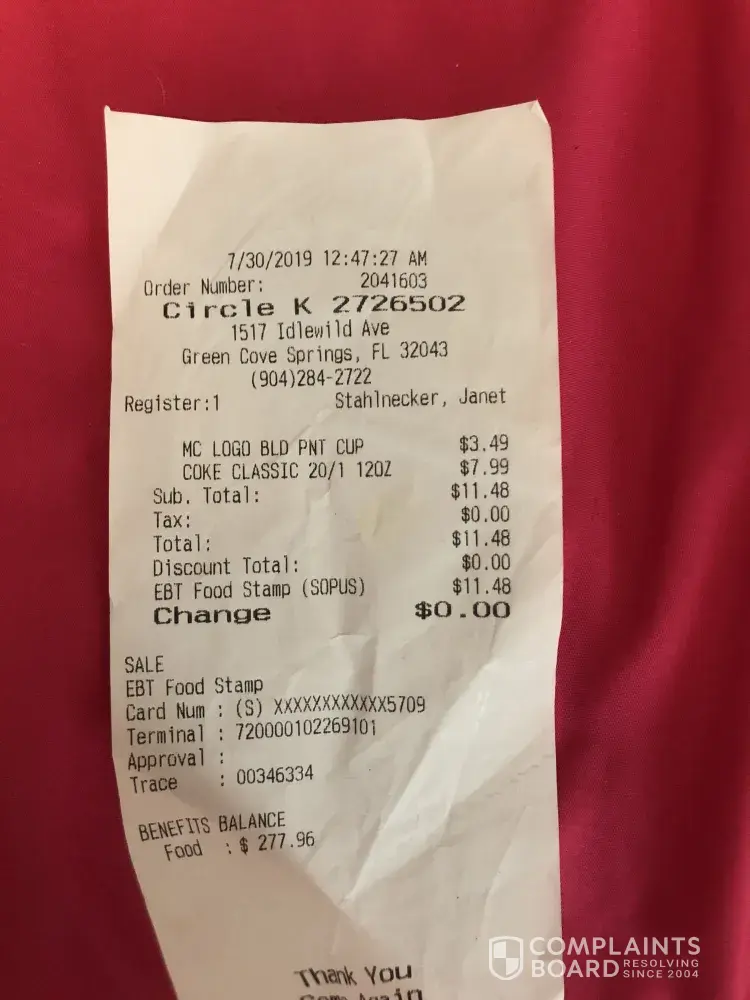 7/30/2019 12:47:27 AM
Order Number: 2041603
Circle K 2726502
1517 Idlewild Ave
Green Cove Springs, FL 32043
(904)284-2722
Register:1 Stahlnecker, Janet
MC LOGO BLD PNT CUP $3.49
COKE CLASSIC 20/1 12OZ $7.99
Sub. Total: $11.48
Tax: $0.00
Total: $11.48
Discount Total: $0.00
EBT Food Stamp (SOPUS) $11.48
Change $0.00
SALE
EBT Food Stamp
Card Num : (S) XXXXXXXXXXXX5709
Terminal : 720000102269101
Approval :
Trace : 00346334
BENEFITS BALANCE
Food : $ 277.96
Thank You
Come Again
COMPLAINTS
BOARD RESOLVING
SINCE 2004